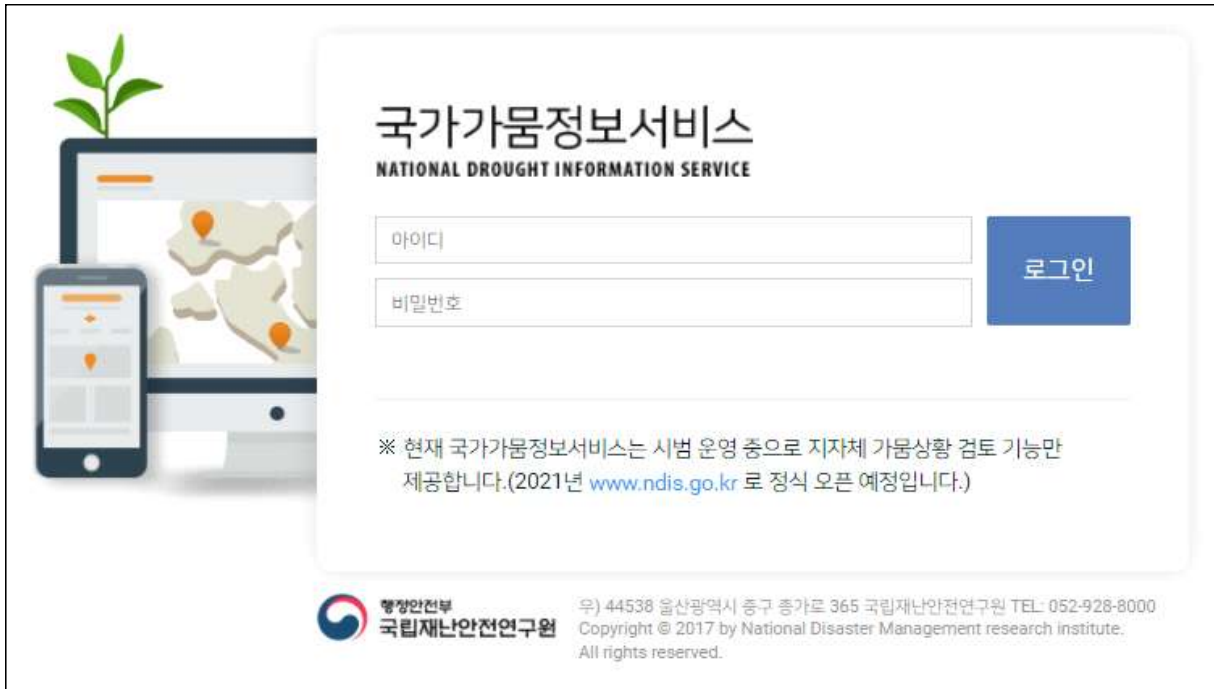 국가가뭄정보서비스
NATIONAL DROUGHT INFORMATION SERVICE
아이디
비밀번호
로그인
※ 현재 국가가뭄정보서비스는 시범 운영 중으로 지자체 가뭄상황 검토 기능만
제공합니다.(2021년 www.ndis.go.kr 로 정식 오픈 예정입니다.)
행정안전부
국립재난안전연구원
우) 44538 울산광역시 중구 종가로 365 국립재난안전연구원 TEL: 052-928-8000
Copyright © 2017 by National Disaster Management research institute.
All rights reserved.